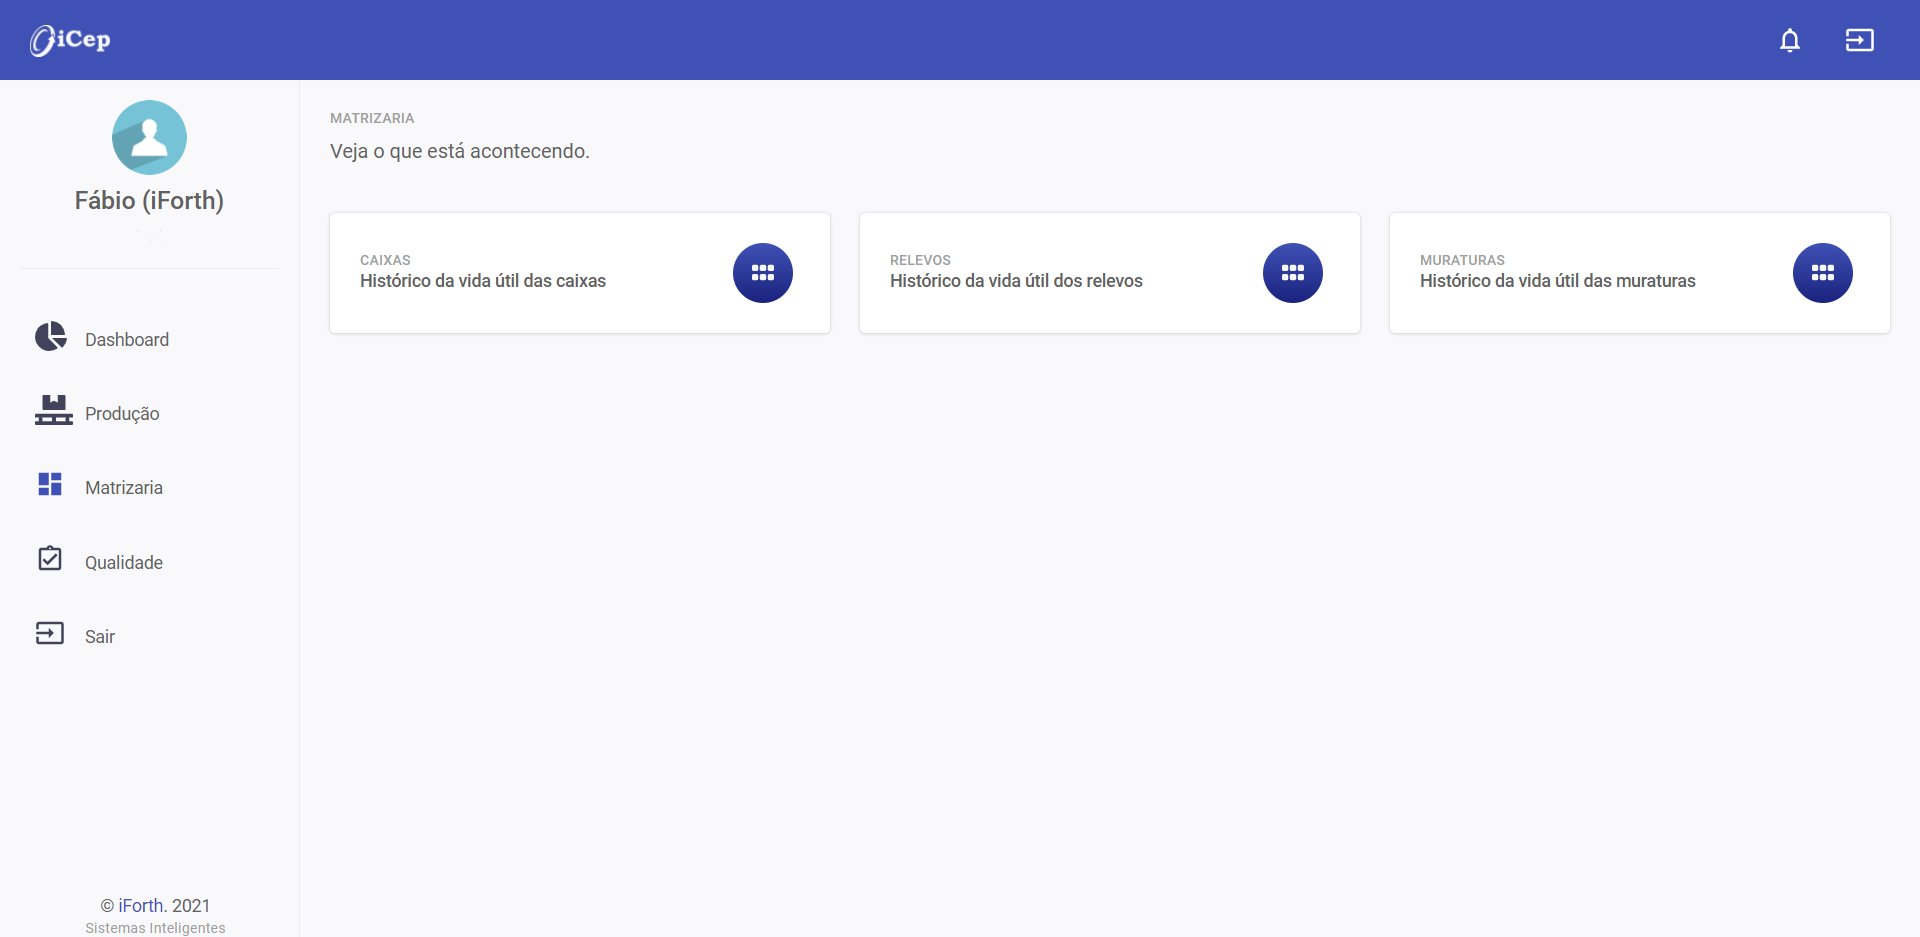 iCep
Fábio (iForth)
Dashboard
Produção
Matrizaria
Qualidade
Sair
© iForth. 2021
Sistemas Inteligentes
MATRIZARIA
Veja o que está acontecendo.
CAIXAS
Histórico da vida útil das caixas
RELEVOS
Histórico da vida útil dos relevos
MURATURAS
Histórico da vida útil das muraturas